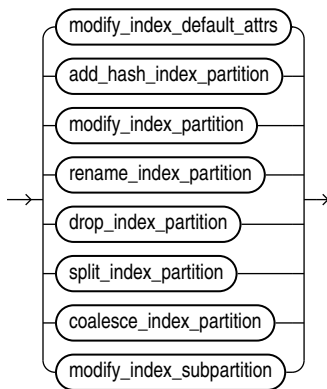 modify_index_default_attrs
add_hash_index_partition
modify_index_partition
rename_index_partition
drop_index_partition
split_index_partition
coalesce_index_partition
modify_index_subpartition